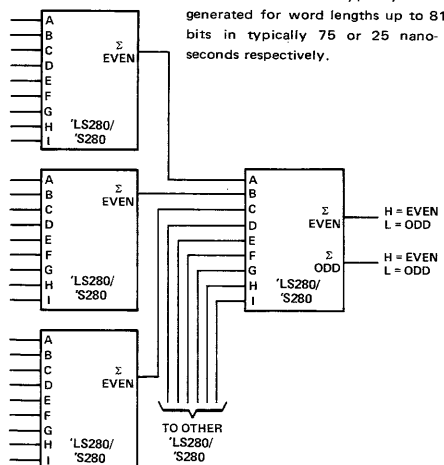 generated for word lengths up to 81
bits in typically 75 or 25 nano-
seconds respectively.
A
B
C
D
E
F
G
H
I
Σ
EVEN
'LS280/
'S280
A
B
C
D
E
F
G
H
I
Σ
EVEN
'LS280/
'S280
A
B
C
D
E
F
G
H
I
Σ
EVEN
'LS280/
'S280
A
B
C
D
E
F
G
H
I
Σ
EVEN
Σ
ODD
'LS280/
'S280
H = EVEN
L = ODD
H = EVEN
L = ODD
TO OTHER
'LS280/
'S280